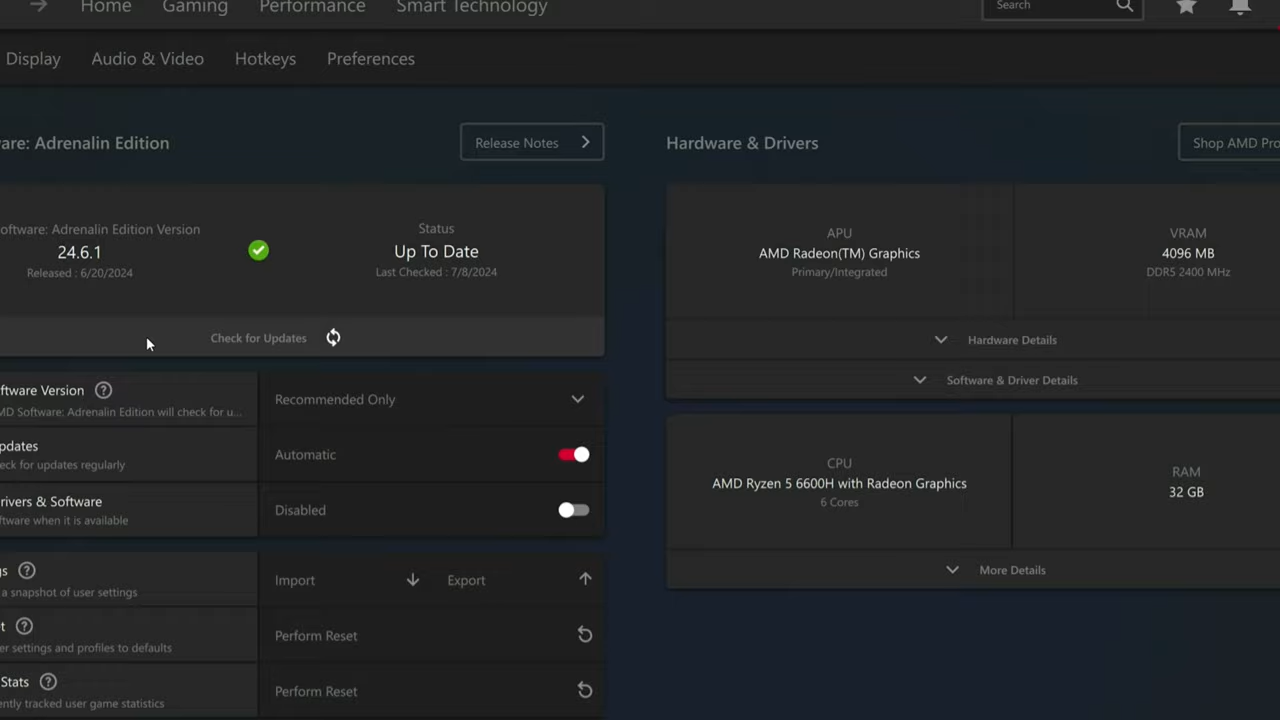 Home Gaming Performance Smart Technology Search
Display Audio & Video Hotkeys Preferences
are: Adrenalin Edition
Release Notes
oftware: Adrenalin Edition Version
24.6.1
Released : 6/20/2024
Status
Up To Date
Last Checked : 7/8/2024
Check for Updates
ftware Version
MD Software: Adrenalin Edition will check for u...
Recommended Only
pdates
eck for updates regularly
Automatic
rivers & Software
ftware when it is available
Disabled
gs
a snapshot of user settings
Import Export
t
er settings and profiles to defaults
Perform Reset
Stats
ently tracked user game statistics
Perform Reset
Hardware & Drivers
Shop AMD Pro
APU
AMD Radeon(TM) Graphics
Primary/Integrated
VRAM
4096 MB
DDR5 2400 MHz
Hardware Details
Software & Driver Details
CPU
AMD Ryzen 5 6600H with Radeon Graphics
6 Cores
RAM
32 GB
More Details